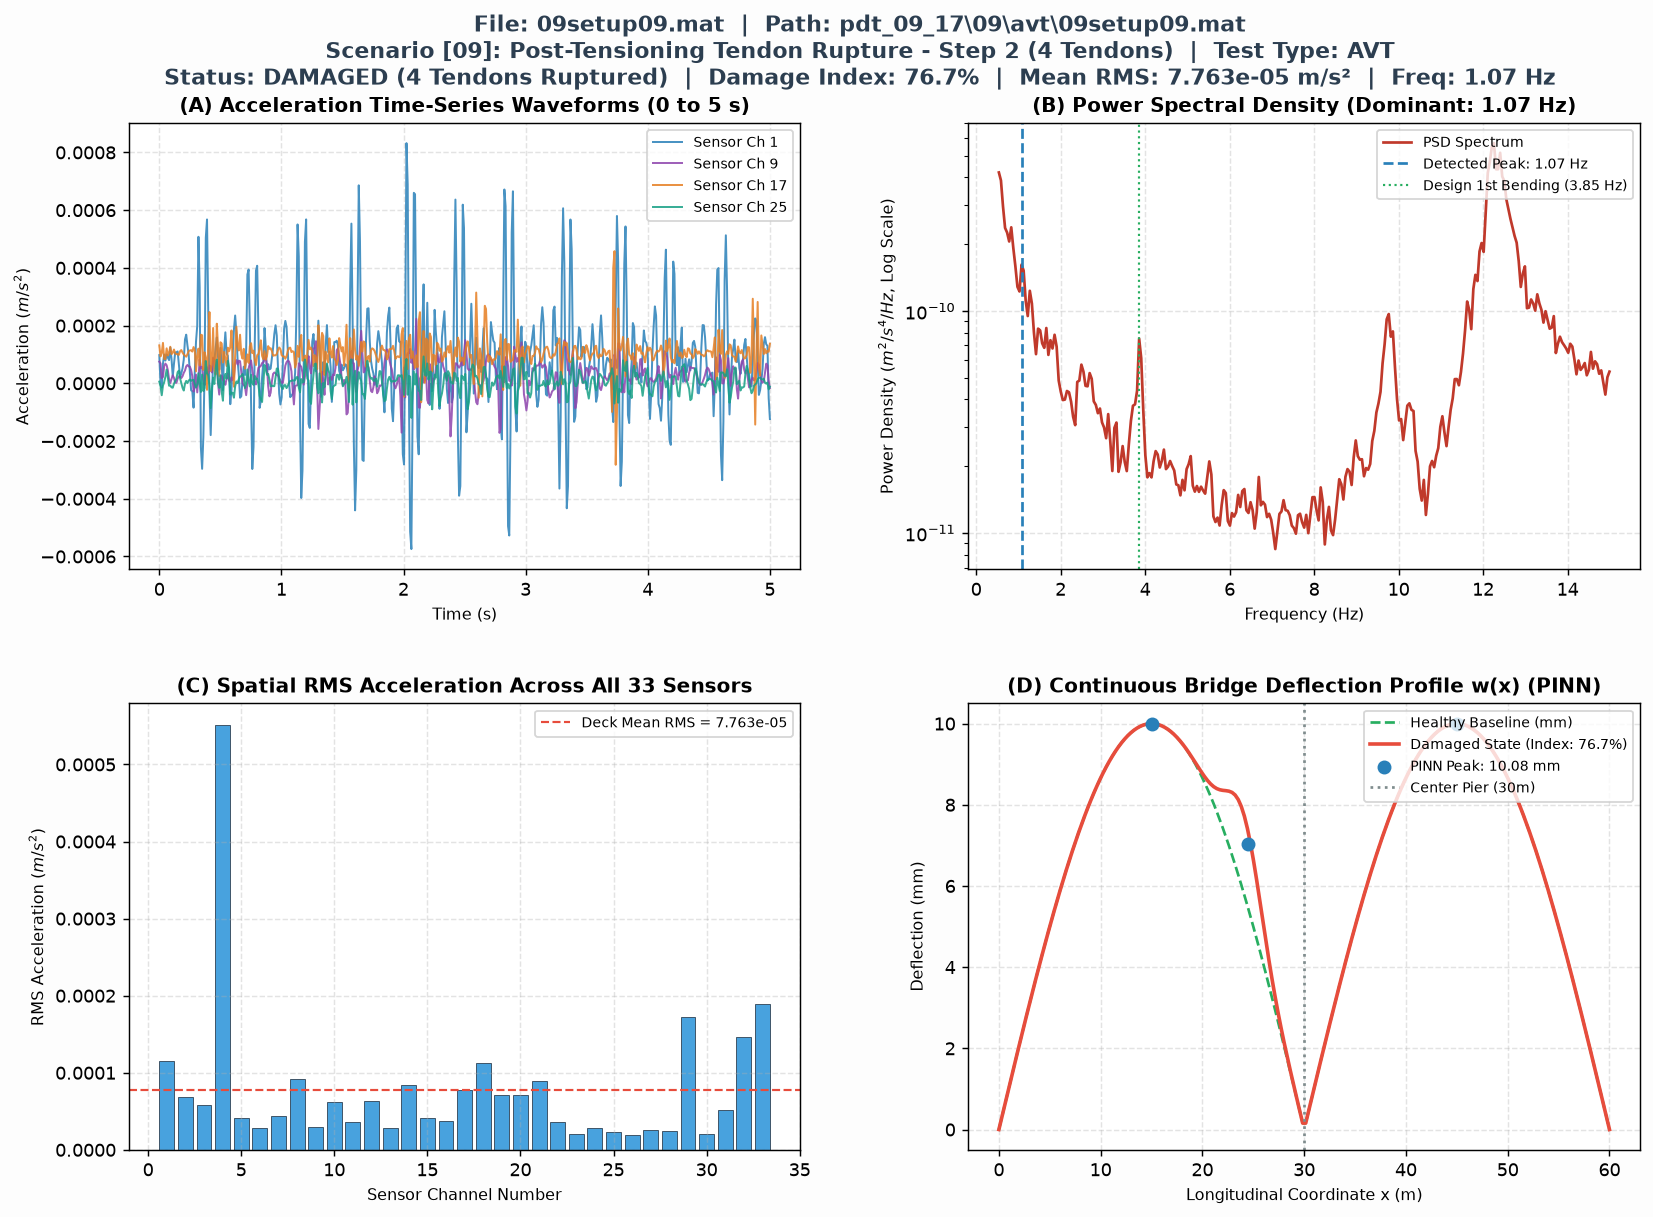 File: 09setup09.mat  |  Path: pdt_09_17\09\avt\09setup09.mat
Scenario [09]: Post-Tensioning Tendon Rupture - Step 2 (4 Tendons)  |  Test Type: AVT
Status: DAMAGED (4 Tendons Ruptured)  |  Damage Index: 76.7%  |  Mean RMS: 7.763e-05 m/s²  |  Freq: 1.07 Hz
(A) Acceleration Time-Series Waveforms (0 to 5 s)
Acceleration (m/s²)
0.0008
0.0006
0.0004
0.0002
0.0000
−0.0002
−0.0004
−0.0006
Sensor Ch 1
Sensor Ch 9
Sensor Ch 17
Sensor Ch 25
0 1 2 3 4 5
Time (s)
(B) Power Spectral Density (Dominant: 1.07 Hz)
Power Density (m²/s⁴/Hz, Log Scale)
10⁻¹⁰
10⁻¹¹
PSD Spectrum
Detected Peak: 1.07 Hz
Design 1st Bending (3.85 Hz)
0 2 4 6 8 10 12 14
Frequency (Hz)
(C) Spatial RMS Acceleration Across All 33 Sensors
RMS Acceleration (m/s²)
0.0005
0.0004
0.0003
0.0002
0.0001
0.0000
Deck Mean RMS = 7.763e-05
0 5 10 15 20 25 30 35
Sensor Channel Number
(D) Continuous Bridge Deflection Profile w(x) (PINN)
Deflection (mm)
10
8
6
4
2
0
Healthy Baseline (mm)
Damaged State (Index: 76.7%)
PINN Peak: 10.08 mm
Center Pier (30m)
0 10 20 30 40 50 60
Longitudinal Coordinate x (m)